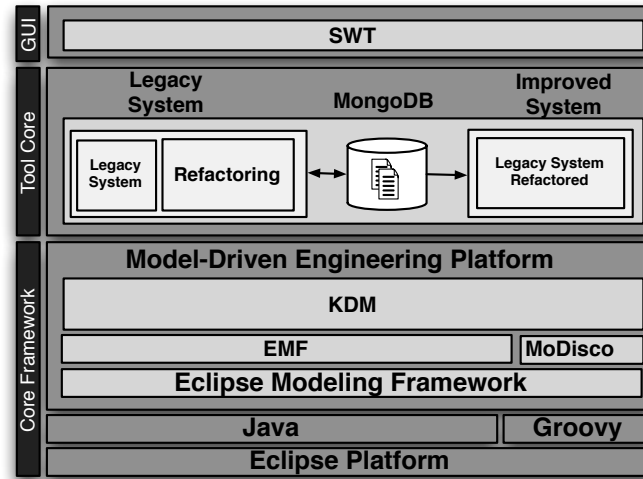 GUI
SWT
Tool Core
Legacy
System
MongoDB
Improved
System
Legacy
System
Refactoring
Legacy System
Refactored
Core Framework
Model-Driven Engineering Platform
KDM
EMF
MoDisco
Eclipse Modeling Framework
Java
Groovy
Eclipse Platform